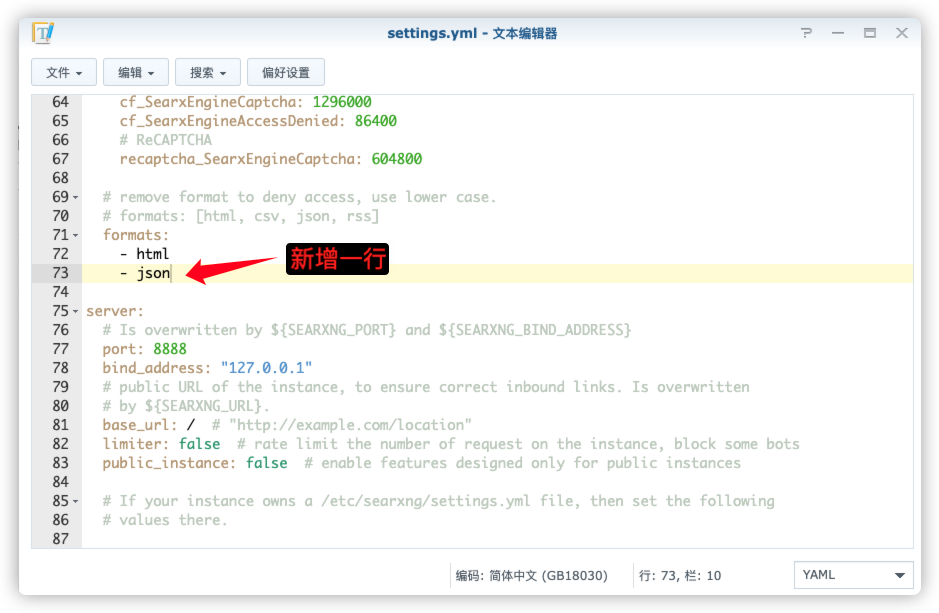 settings.yml - 文本编辑器
文件 编辑 搜索 偏好设置
64 cf_SearxEngineCaptcha: 1296000
65 cf_SearxEngineAccessDenied: 86400
66 # ReCAPTCHA
67 recaptcha_SearxEngineCaptcha: 604800
68
69 # remove format to deny access, use lower case.
70 # formats: [html, csv, json, rss]
71 formats:
72 - html
新增一行
73 - json
74
75 server:
76 # Is overwritten by ${SEARXNG_PORT} and ${SEARXNG_BIND_ADDRESS}
77 port: 8888
78 bind_address: "127.0.0.1"
79 # public URL of the instance, to ensure correct inbound links. Is overwritten
80 # by ${SEARXNG_URL}.
81 base_url: / # "http://example.com/location"
82 limiter: false # rate limit the number of request on the instance, block some bots
83 public_instance: false # enable features designed only for public instances
84
85 # If your instance owns a /etc/searxng/settings.yml file, then set the following
86 # values there.
87
编码: 简体中文 (GB18030) 行: 73, 栏: 10 YAML